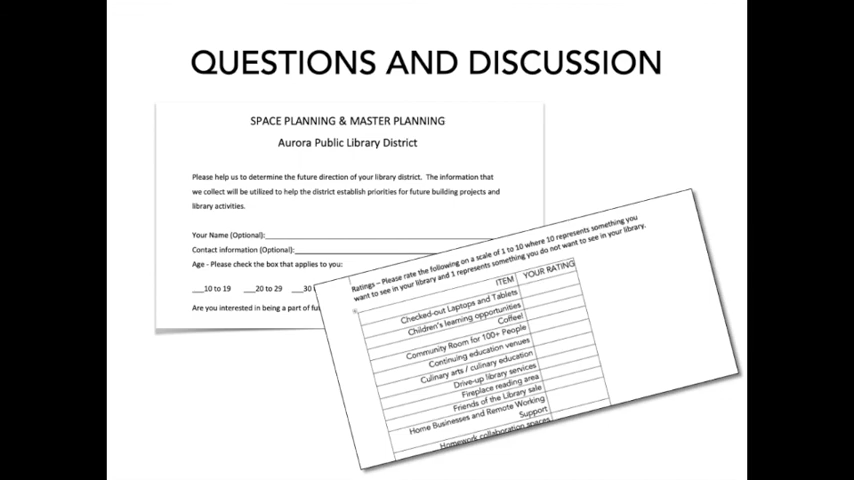 QUESTIONS AND DISCUSSION
SPACE PLANNING & MASTER PLANNING
Aurora Public Library District
Please help us to determine the future direction of your library district. The information that
we collect will be utilized to help the district establish priorities for future building projects and
library activities.
Your Name (Optional):
Contact information (Optional):
Age - Please check the box that applies to you:
___10 to 19 ___20 to 29 ___30
Are you interested in being a part of fu
Ratings – Please rate the following on a scale of 1 to 10 where 10 represents something you
want to see in your library and 1 represents something you do not want to see in your library.
ITEM YOUR RATING
Checked-out Laptops and Tablets
Children's learning opportunities
Coffee!
Community Room for 100+ People
Continuing education venues
Culinary arts / culinary education
Drive-up library services
Fireplace reading area
Friends of the Library sale
Home Businesses and Remote Working
Support
Homework collaboration spaces